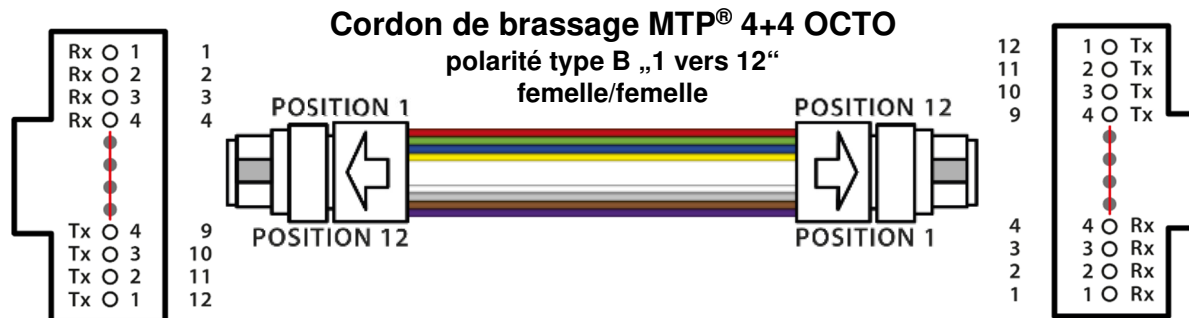 Cordon de brassage MTP® 4+4 OCTO
polarité type B „1 vers 12“
femelle/femelle
Rx 1 1
Rx 2 2
Rx 3 3
Rx 4 4
Tx 4 9
Tx 3 10
Tx 2 11
Tx 1 12
POSITION 1
POSITION 12
POSITION 12
POSITION 1
12 1 Tx
11 2 Tx
10 3 Tx
9 4 Tx
4 4 Rx
3 3 Rx
2 2 Rx
1 1 Rx